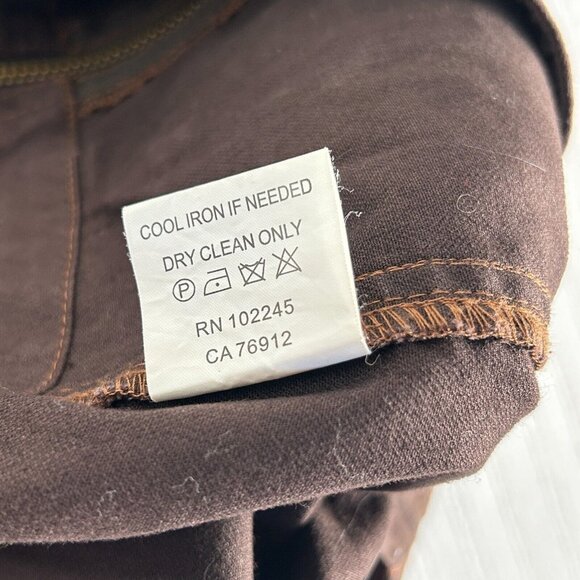 COOL IRON IF NEEDED
DRY CLEAN ONLY
P
RN 102245
CA 76912